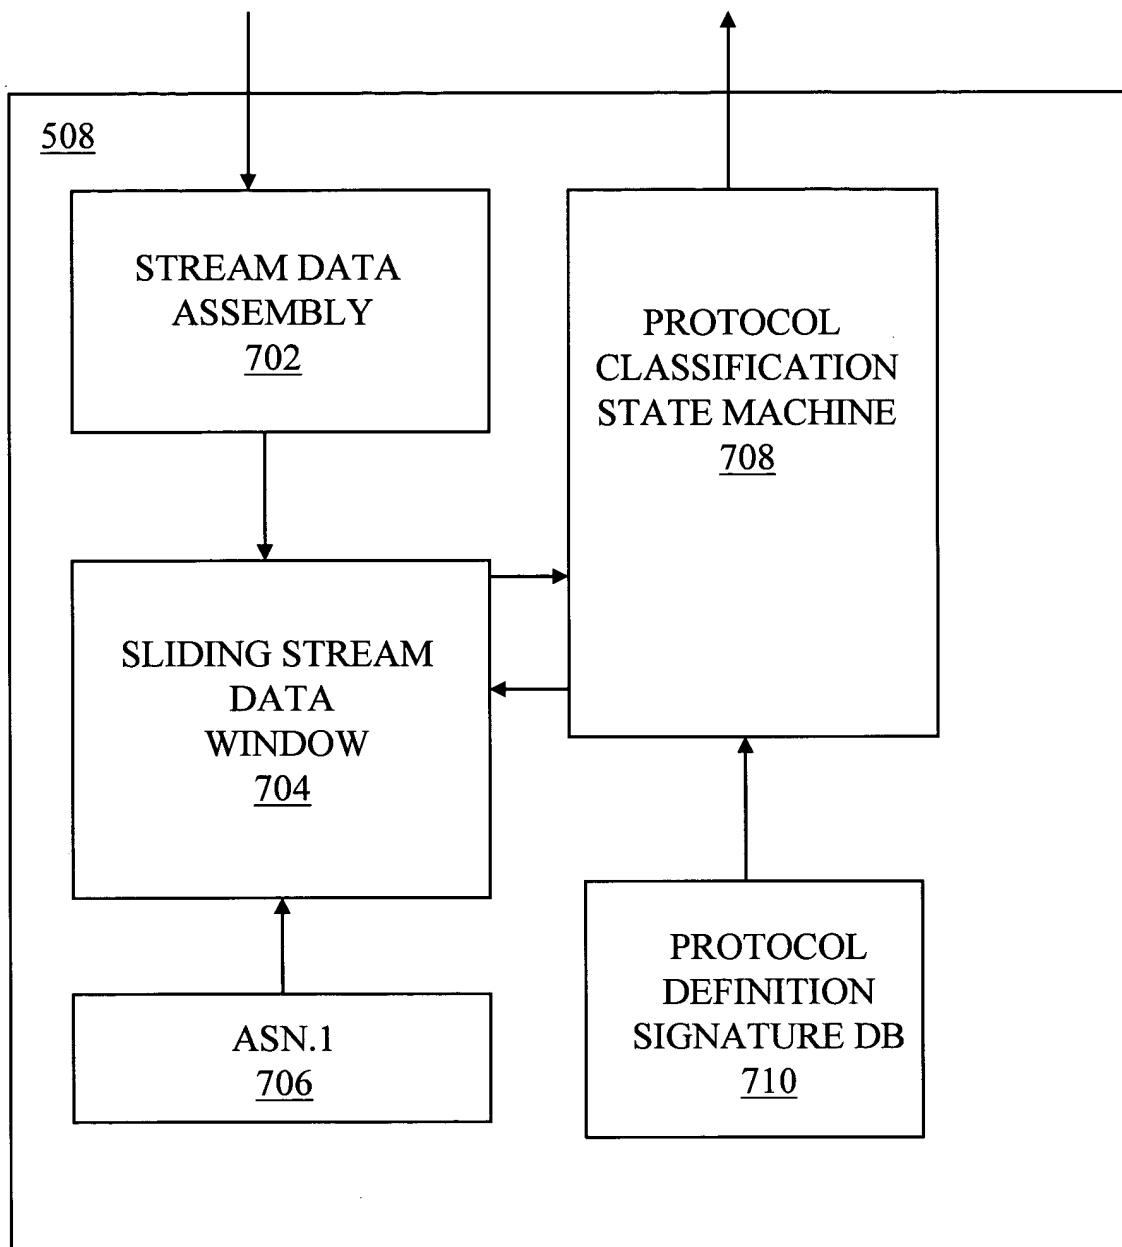 508
STREAM DATA
ASSEMBLY
702
PROTOCOL
CLASSIFICATION
STATE MACHINE
708
SLIDING STREAM
DATA
WINDOW
704
PROTOCOL
DEFINITION
SIGNATURE DB
710
ASN.1
706